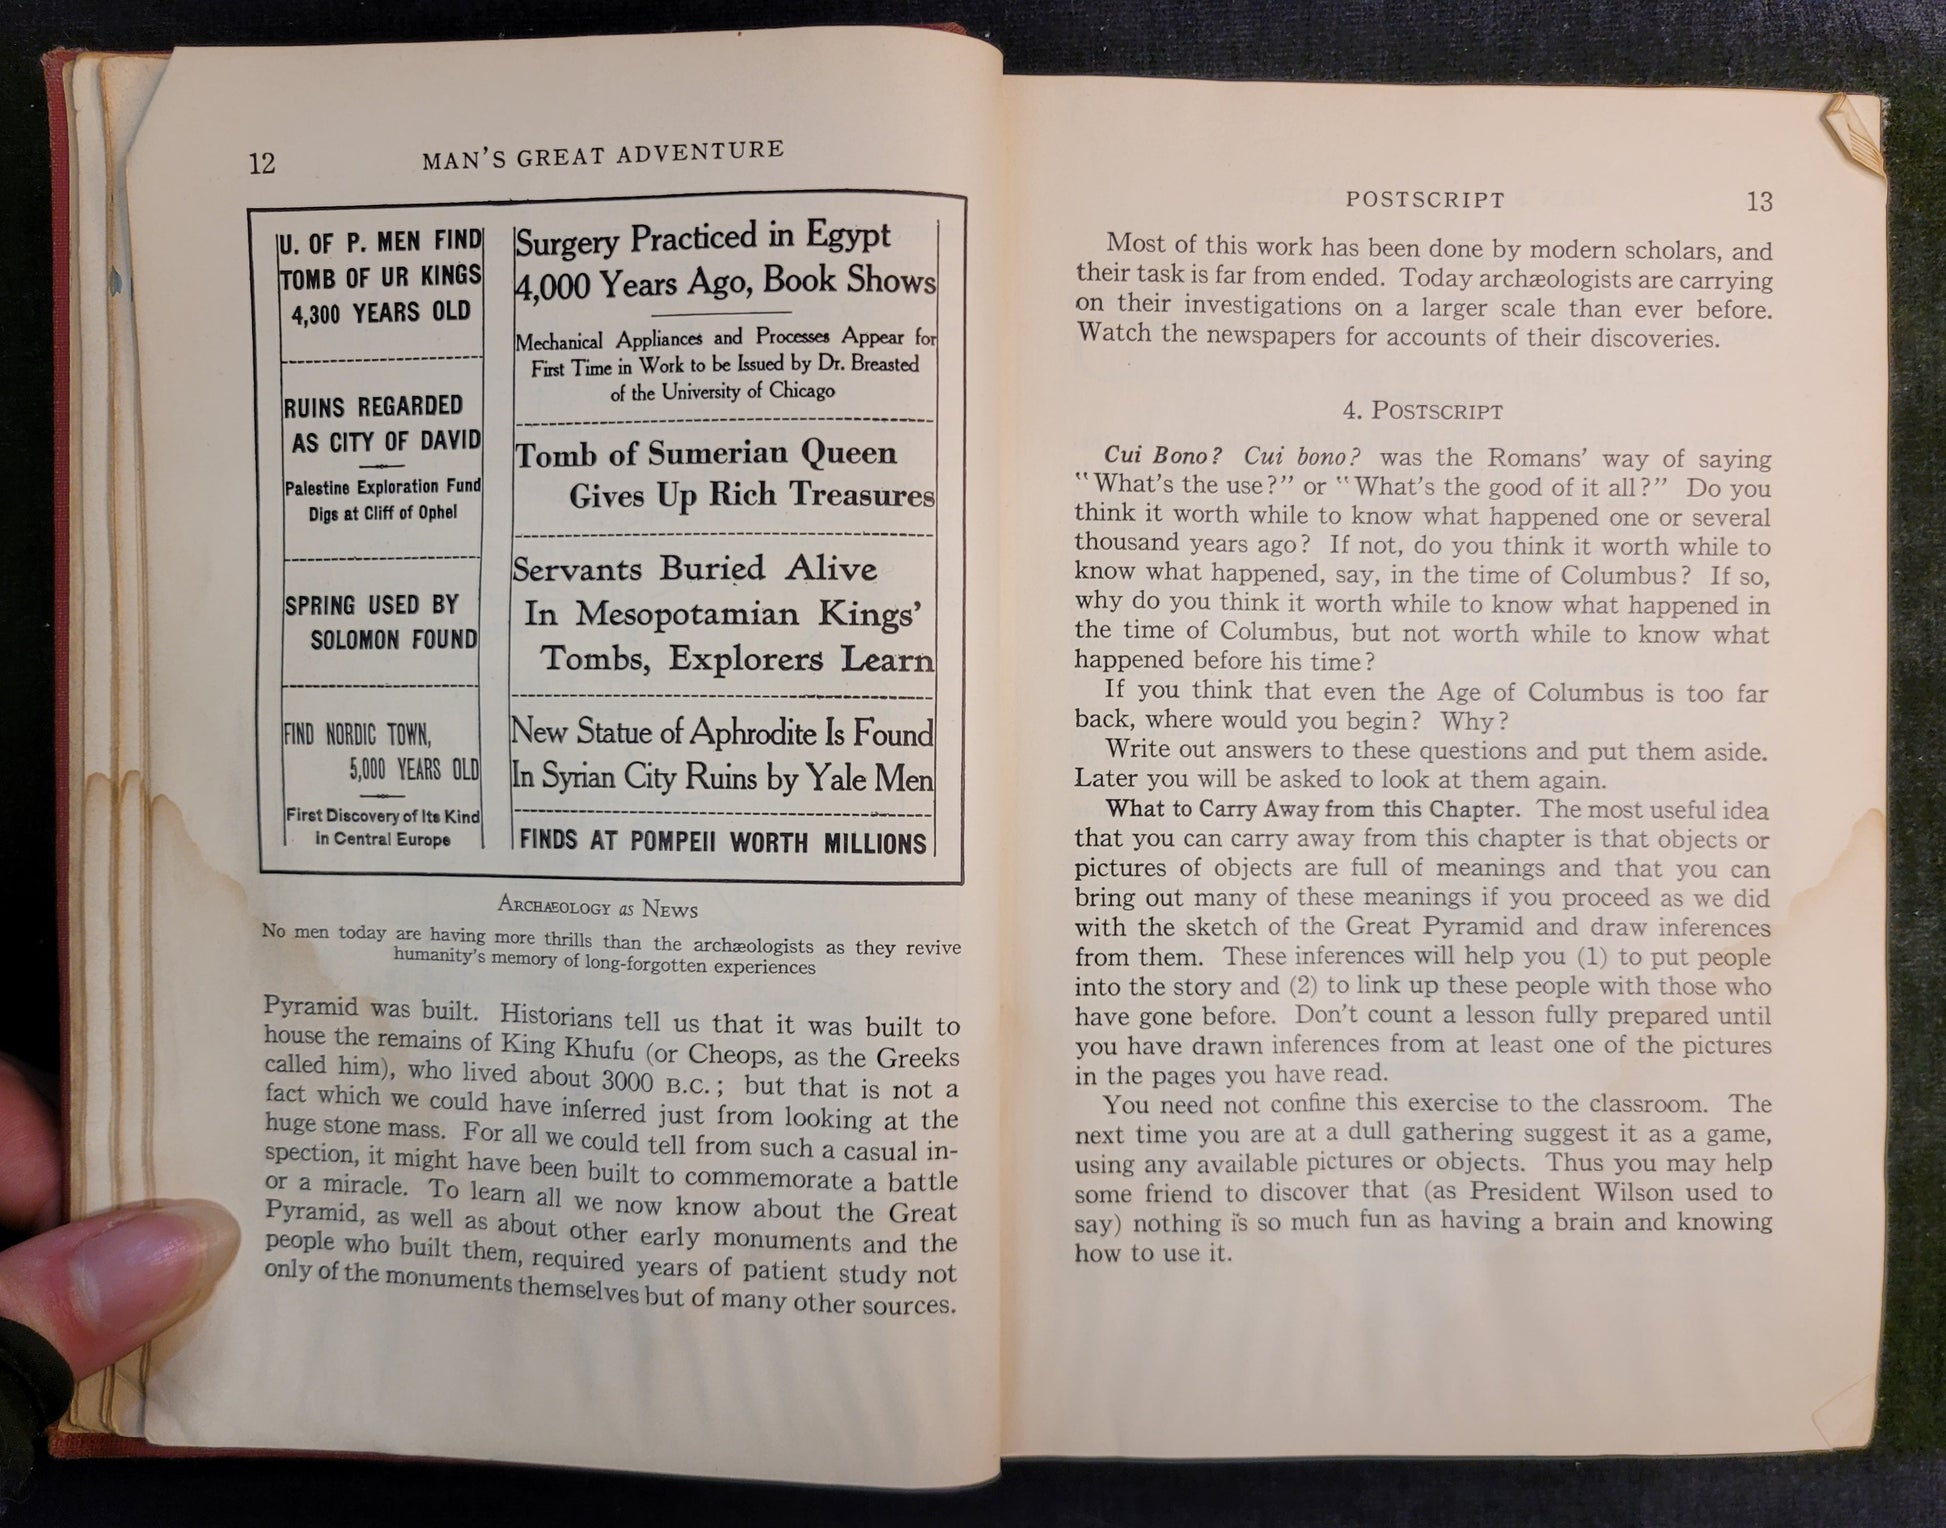 12
MAN'S GREAT ADVENTURE
U. OF P. MEN FIND
TOMB OF UR KINGS
4,300 YEARS OLD
RUINS REGARDED
AS CITY OF DAVID
Palestine Exploration Fund
Digs at Cliff of Ophel
SPRING USED BY
SOLOMON FOUND
FIND NORDIC TOWN,
5,000 YEARS OLD
First Discovery of Its Kind
in Central Europe
Surgery Practiced in Egypt
4,000 Years Ago, Book Shows
Mechanical Appliances and Processes Appear for
First Time in Work to be Issued by Dr. Breasted
of the University of Chicago
Tomb of Sumerian Queen
Gives Up Rich Treasures
Servants Buried Alive
In Mesopotamian Kings'
Tombs, Explorers Learn
New Statue of Aphrodite Is Found
In Syrian City Ruins by Yale Men
FINDS AT POMPEII WORTH MILLIONS
ARCHÆOLOGY as NEWS
No men today are having more thrills than the archæologists as they revive
humanity's memory of long-forgotten experiences
Pyramid was built. Historians tell us that it was built to
house the remains of King Khufu (or Cheops, as the Greeks
called him), who lived about 3000 B.C.; but that is not a
fact which we could have inferred just from looking at the
huge stone mass. For all we could tell from such a casual in-
spection, it might have been built to commemorate a battle
or a miracle. To learn all we now know about the Great
Pyramid, as well as about other early monuments and the
people who built them, required years of patient study not
only of the monuments themselves but of many other sources.
POSTSCRIPT
13
Most of this work has been done by modern scholars, and
their task is far from ended. Today archæologists are carrying
on their investigations on a larger scale than ever before.
Watch the newspapers for accounts of their discoveries.
4. POSTSCRIPT
Cui Bono? Cui bono? was the Romans' way of saying
"What's the use?" or "What's the good of it all?" Do you
think it worth while to know what happened one or several
thousand years ago? If not, do you think it worth while to
know what happened, say, in the time of Columbus? If so,
why do you think it worth while to know what happened in
the time of Columbus, but not worth while to know what
happened before his time?
If you think that even the Age of Columbus is too far
back, where would you begin? Why?
Write out answers to these questions and put them aside.
Later you will be asked to look at them again.
What to Carry Away from this Chapter. The most useful idea
that you can carry away from this chapter is that objects or
pictures of objects are full of meanings and that you can
bring out many of these meanings if you proceed as we did
with the sketch of the Great Pyramid and draw inferences
from them. These inferences will help you (1) to put people
into the story and (2) to link up these people with those who
have gone before. Don't count a lesson fully prepared until
you have drawn inferences from at least one of the pictures
in the pages you have read.
You need not confine this exercise to the classroom. The
next time you are at a dull gathering suggest it as a game,
using any available pictures or objects. Thus you may help
some friend to discover that (as President Wilson used to
say) nothing is so much fun as having a brain and knowing
how to use it.